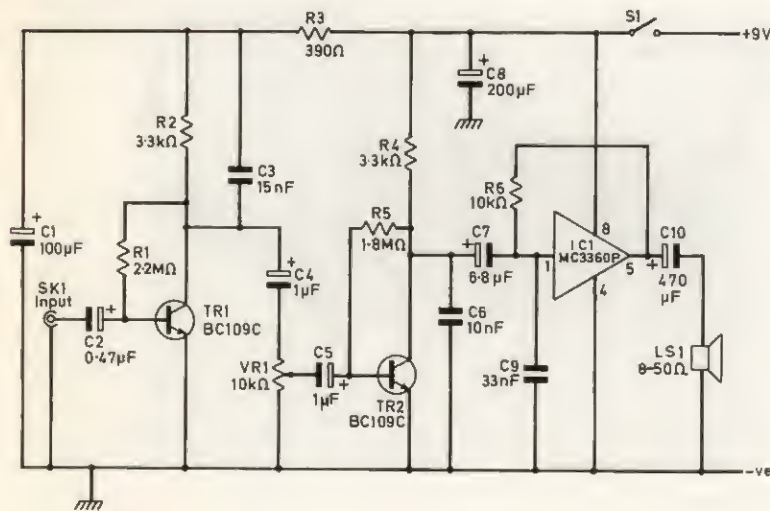 S1
+9V
R3
390Ω
+
C8
200µF
R2
3.3kΩ
C3
15nF
R4
3.3kΩ
R6
10kΩ
+
C1
100µF
R1
2.2MΩ
R5
1.8MΩ
+
C4
1µF
C7
+
6.8µF
8
IC1
MC3360P
1
5
4
C10
+
470
µF
SK1
Input
+
C2
0.47µF
TR1
BC109C
VR1
10kΩ
C5
+
1µF
TR2
BC109C
C6
10nF
C9
33nF
LS1
8-50Ω
-ve